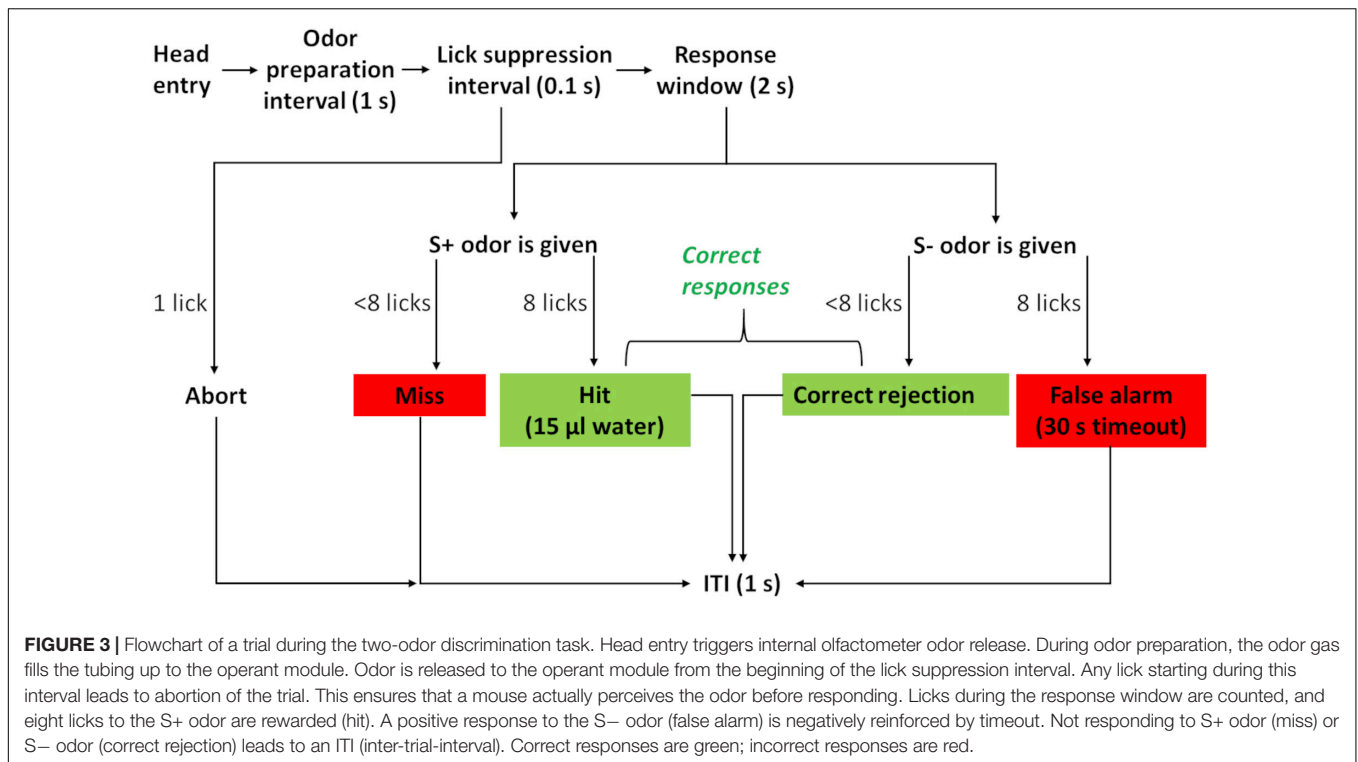 Head
entry
Odor
preparation
interval (1 s)
Lick suppression
interval (0.1 s)
Response
window (2 s)
S+ odor is given
Correct
responses
S- odor is given
1 lick
<8 licks
8 licks
<8 licks
8 licks
Abort
Miss
Hit
(15 µl water)
Correct rejection
False alarm
(30 s timeout)
ITI (1 s)
FIGURE 3 | Flowchart of a trial during the two-odor discrimination task. Head entry triggers internal olfactometer odor release. During odor preparation, the odor gas
fills the tubing up to the operant module. Odor is released to the operant module from the beginning of the lick suppression interval. Any lick starting during this
interval leads to abortion of the trial. This ensures that a mouse actually perceives the odor before responding. Licks during the response window are counted, and
eight licks to the S+ odor are rewarded (hit). A positive response to the S− odor (false alarm) is negatively reinforced by timeout. Not responding to S+ odor (miss) or
S− odor (correct rejection) leads to an ITI (inter-trial-interval). Correct responses are green; incorrect responses are red.